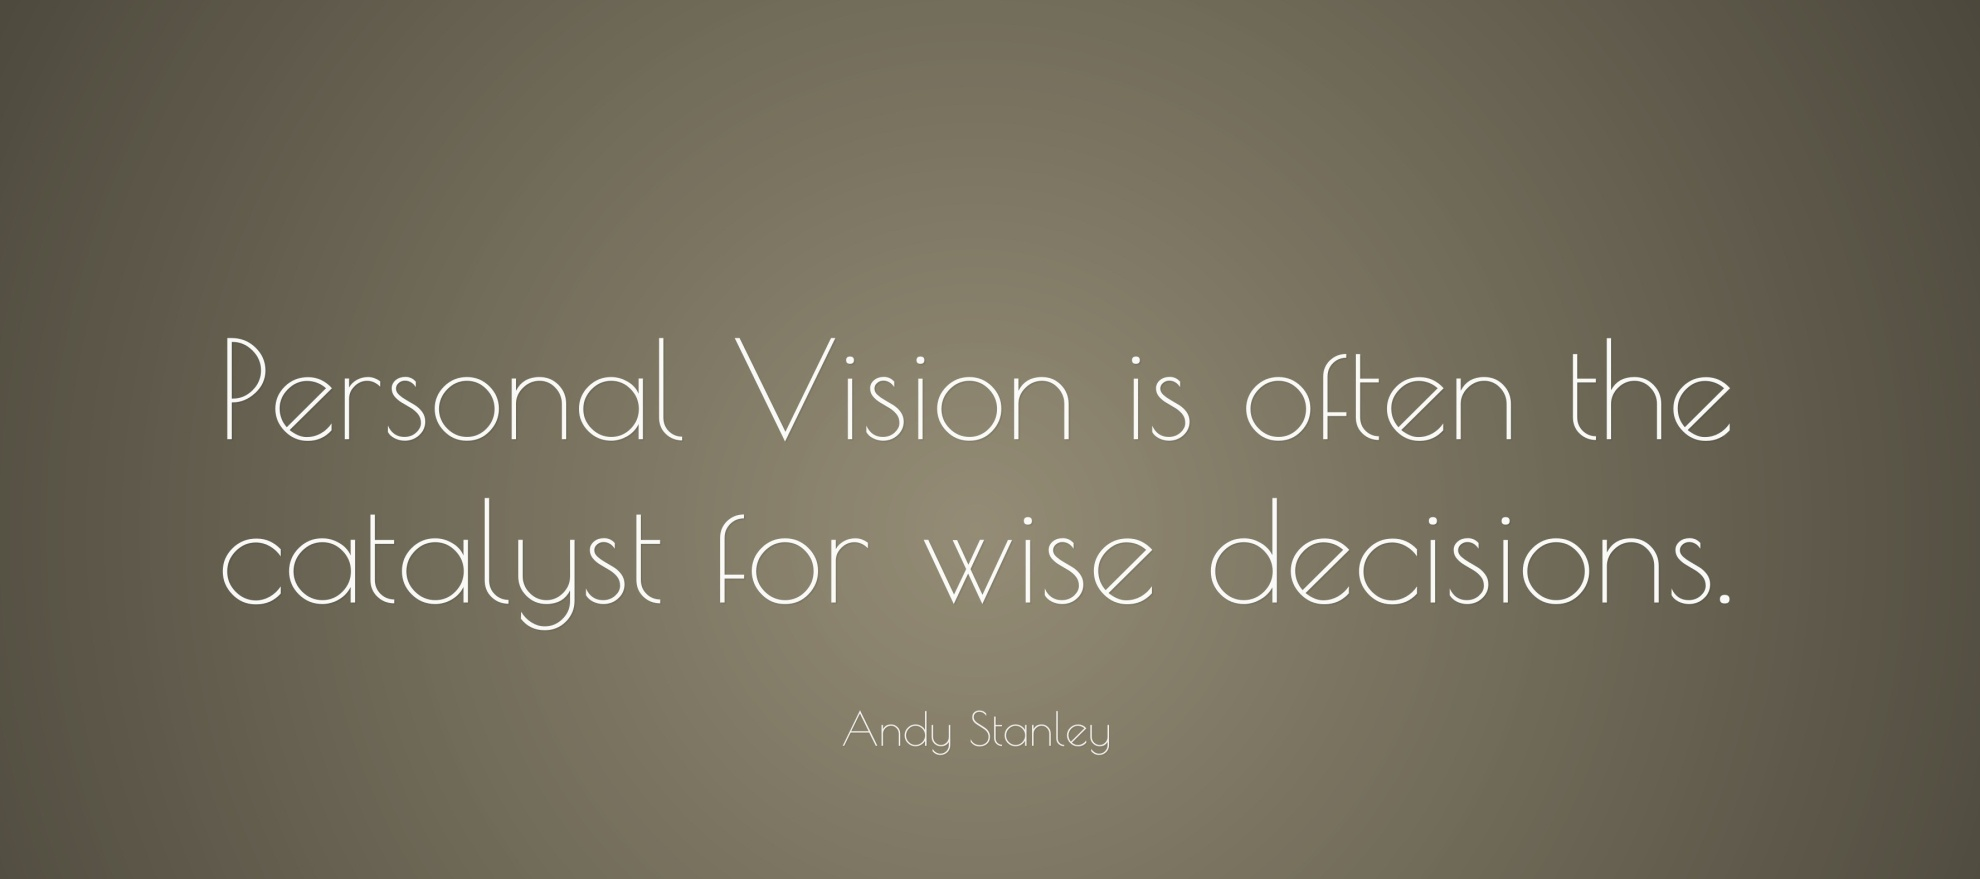 Personal Vision is often the
catalyst for wise decisions.
Andy Stanley